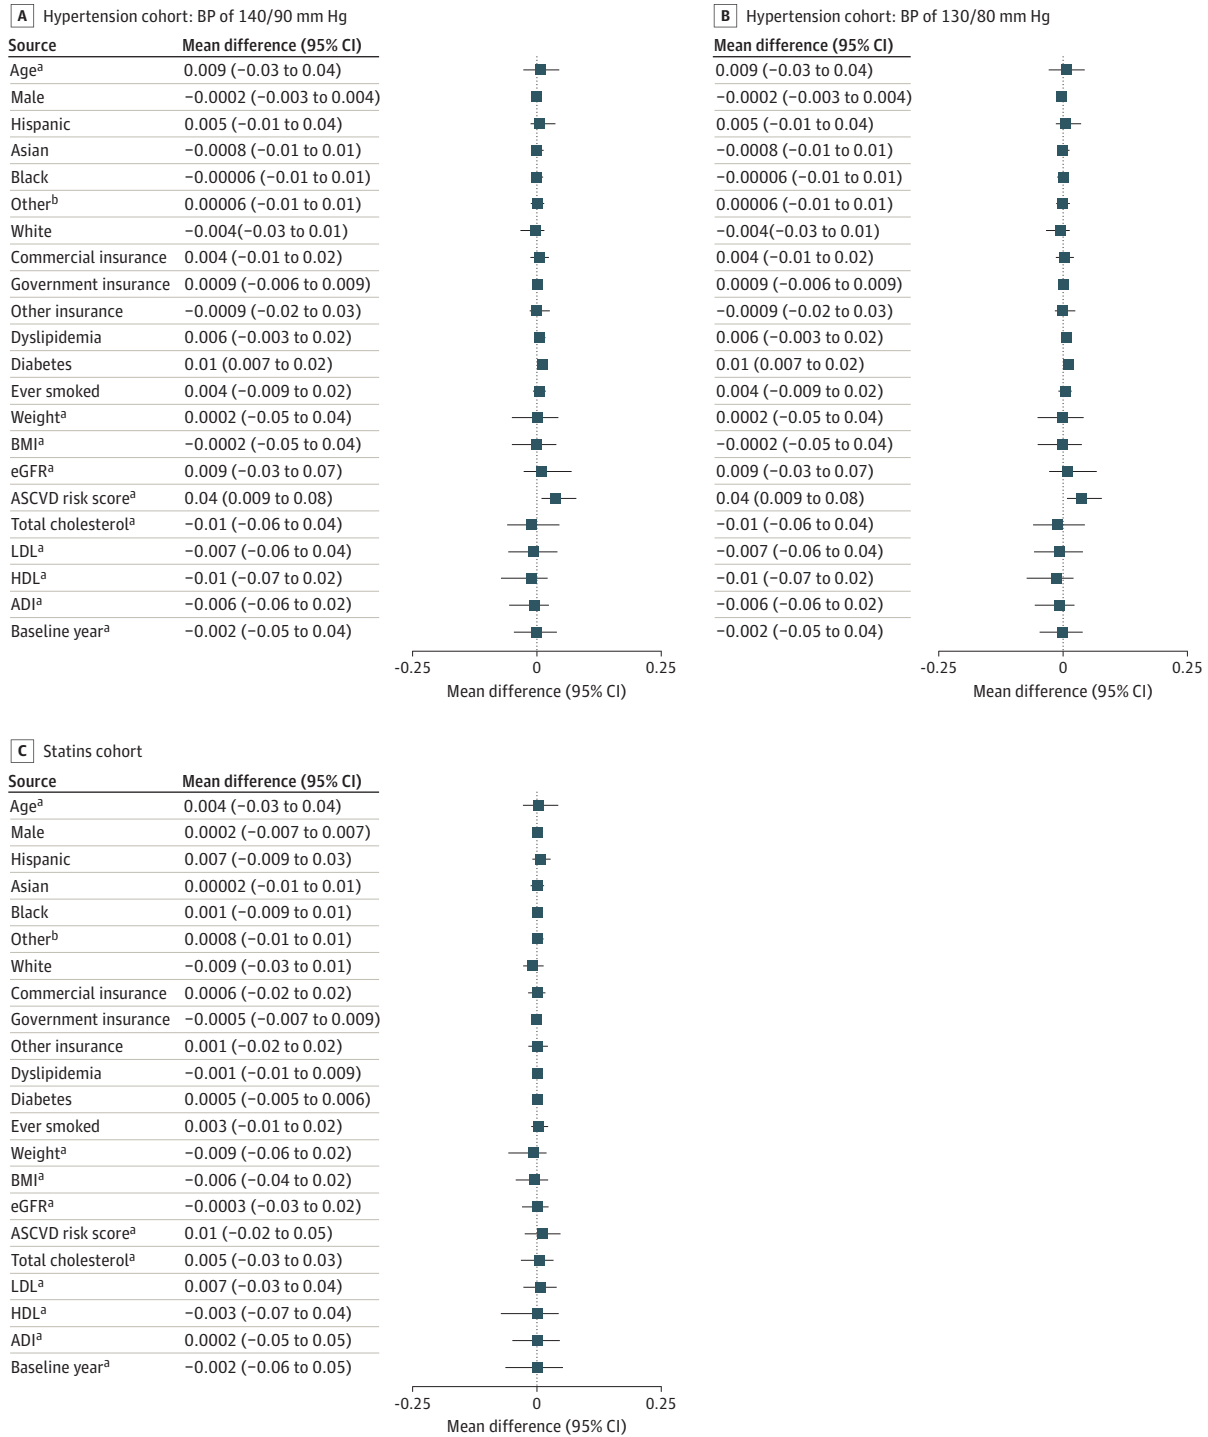 A Hypertension cohort: BP of 140/90 mm Hg
Source Mean difference (95% CI)
Ageᵃ 0.009 (−0.03 to 0.04)
Male −0.0002 (−0.003 to 0.004)
Hispanic 0.005 (−0.01 to 0.04)
Asian −0.0008 (−0.01 to 0.01)
Black −0.00006 (−0.01 to 0.01)
Otherᵇ 0.00006 (−0.01 to 0.01)
White −0.004(−0.03 to 0.01)
Commercial insurance 0.004 (−0.01 to 0.02)
Government insurance 0.0009 (−0.006 to 0.009)
Other insurance −0.0009 (−0.02 to 0.03)
Dyslipidemia 0.006 (−0.003 to 0.02)
Diabetes 0.01 (0.007 to 0.02)
Ever smoked 0.004 (−0.009 to 0.02)
Weightᵃ 0.0002 (−0.05 to 0.04)
BMIᵃ −0.0002 (−0.05 to 0.04)
eGFRᵃ 0.009 (−0.03 to 0.07)
ASCVD risk scoreᵃ 0.04 (0.009 to 0.08)
Total cholesterolᵃ −0.01 (−0.06 to 0.04)
LDLᵃ −0.007 (−0.06 to 0.04)
HDLᵃ −0.01 (−0.07 to 0.02)
ADIᵃ −0.006 (−0.06 to 0.02)
Baseline yearᵃ −0.002 (−0.05 to 0.04)
-0.25 0 0.25
Mean difference (95% CI)
B Hypertension cohort: BP of 130/80 mm Hg
Mean difference (95% CI)
0.009 (−0.03 to 0.04)
−0.0002 (−0.003 to 0.004)
0.005 (−0.01 to 0.04)
−0.0008 (−0.01 to 0.01)
−0.00006 (−0.01 to 0.01)
0.00006 (−0.01 to 0.01)
−0.004(−0.03 to 0.01)
0.004 (−0.01 to 0.02)
0.0009 (−0.006 to 0.009)
−0.0009 (−0.02 to 0.03)
0.006 (−0.003 to 0.02)
0.01 (0.007 to 0.02)
0.004 (−0.009 to 0.02)
0.0002 (−0.05 to 0.04)
−0.0002 (−0.05 to 0.04)
0.009 (−0.03 to 0.07)
0.04 (0.009 to 0.08)
−0.01 (−0.06 to 0.04)
−0.007 (−0.06 to 0.04)
−0.01 (−0.07 to 0.02)
−0.006 (−0.06 to 0.02)
−0.002 (−0.05 to 0.04)
-0.25 0 0.25
Mean difference (95% CI)
C Statins cohort
Source Mean difference (95% CI)
Ageᵃ 0.004 (−0.03 to 0.04)
Male 0.0002 (−0.007 to 0.007)
Hispanic 0.007 (−0.009 to 0.03)
Asian 0.00002 (−0.01 to 0.01)
Black 0.001 (−0.009 to 0.01)
Otherᵇ 0.0008 (−0.01 to 0.01)
White −0.009 (−0.03 to 0.01)
Commercial insurance 0.0006 (−0.02 to 0.02)
Government insurance −0.0005 (−0.007 to 0.009)
Other insurance 0.001 (−0.02 to 0.02)
Dyslipidemia −0.001 (−0.01 to 0.009)
Diabetes 0.0005 (−0.005 to 0.006)
Ever smoked 0.003 (−0.01 to 0.02)
Weightᵃ −0.009 (−0.06 to 0.02)
BMIᵃ −0.006 (−0.04 to 0.02)
eGFRᵃ −0.0003 (−0.03 to 0.02)
ASCVD risk scoreᵃ 0.01 (−0.02 to 0.05)
Total cholesterolᵃ 0.005 (−0.03 to 0.03)
LDLᵃ 0.007 (−0.03 to 0.04)
HDLᵃ −0.003 (−0.07 to 0.04)
ADIᵃ 0.0002 (−0.05 to 0.05)
Baseline yearᵃ −0.002 (−0.06 to 0.05)
-0.25 0 0.25
Mean difference (95% CI)